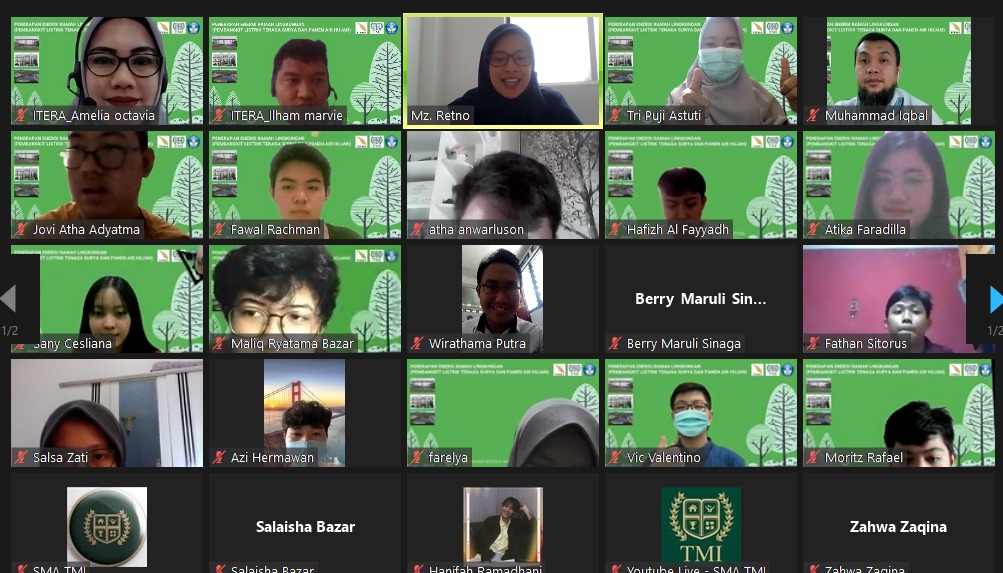 PENERAPAN ENERGI RAMAH LINGKUNGAN
(PEMBANGKIT LISTRIK TENAGA SURYA DAN PANEN AIR HUJAN)
ITERA_Amelia octavia
ITERA_Ilham marvie
Mz. Retno
Tri Puji Astuti
Muhammad Iqbal
Jovi Atha Adyatma
Fawal Rachman
atha anwarluson
Hafizh Al Fayyadh
Atika Faradilla
1/2
Sany Cesliana
Maliq Ryatama Bazar
Wirathama Putra
Berry Maruli Sin...
Berry Maruli Sinaga
Fathan Sitorus
1/2
Salsa Zati
Azi Hermawan
farelya
Vic Valentino
Moritz Rafael
SMA TMI
Salaisha Bazar
Salaisha Bazar
Hanifah Ramadhani
TMI
Youtube Live - SMA TMI
Zahwa Zaqina
Zahwa Zaqina